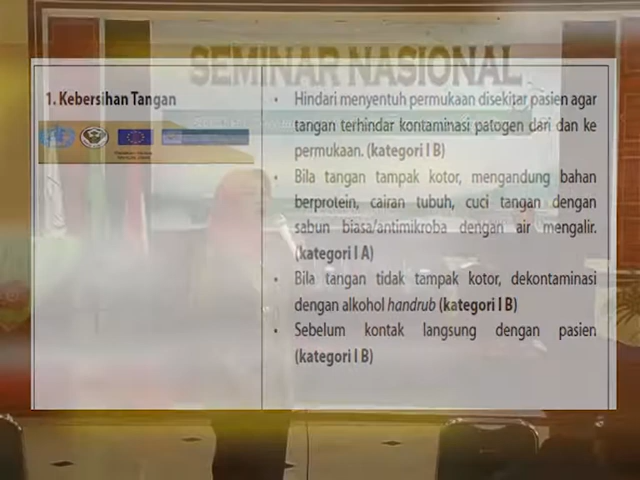 SEMINAR NASIONAL
1. Kebersihan Tangan
• Hindari menyentuh permukaan disekitar pasien agar
tangan terhindar kontaminasi patogen dari dan ke
permukaan. (kategori I B)
• Bila tangan tampak kotor, mengandung bahan
berprotein, cairan tubuh, cuci tangan dengan
sabun biasa/antimikroba dengan air mengalir.
(kategori I A)
• Bila tangan tidak tampak kotor, dekontaminasi
dengan alkohol handrub (kategori I B)
• Sebelum kontak langsung dengan pasien
(kategori I B)